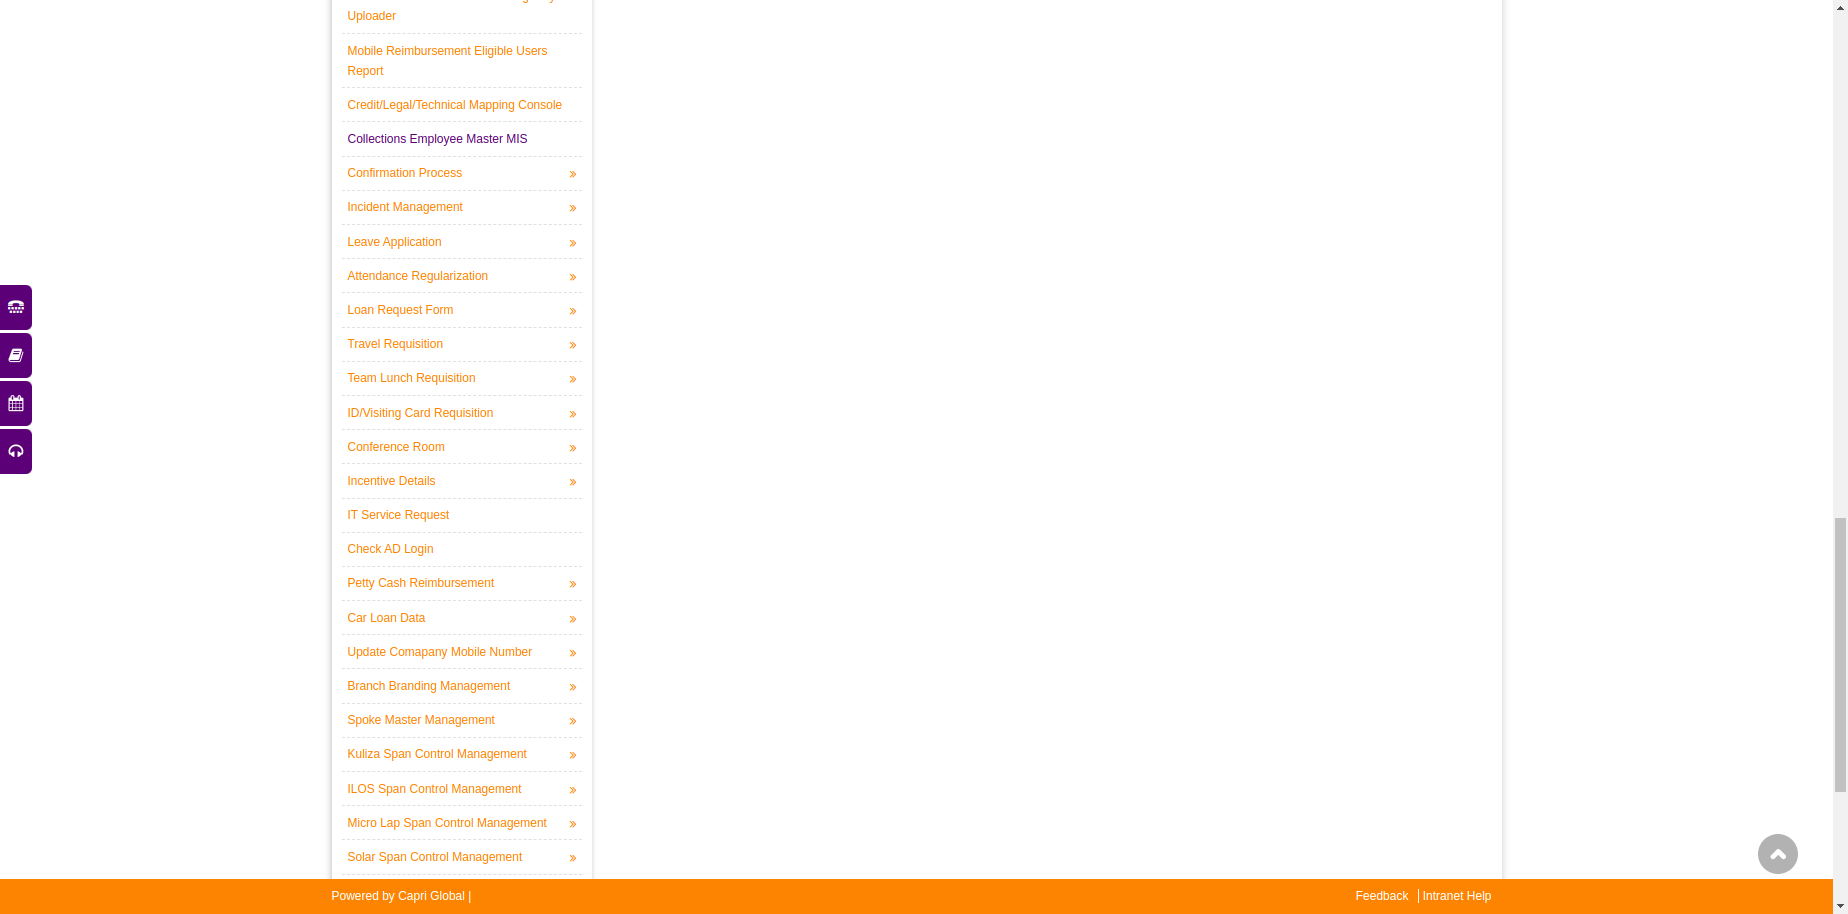 Uploader
Mobile Reimbursement Eligible Users
Report
Credit/Legal/Technical Mapping Console
Collections Employee Master MIS
Confirmation Process
Incident Management
Leave Application
Attendance Regularization
Loan Request Form
Travel Requisition
Team Lunch Requisition
ID/Visiting Card Requisition
Conference Room
Incentive Details
IT Service Request
Check AD Login
Petty Cash Reimbursement
Car Loan Data
Update Comapany Mobile Number
Branch Branding Management
Spoke Master Management
Kuliza Span Control Management
ILOS Span Control Management
Micro Lap Span Control Management
Solar Span Control Management
Powered by Capri Global |
Feedback | Intranet Help